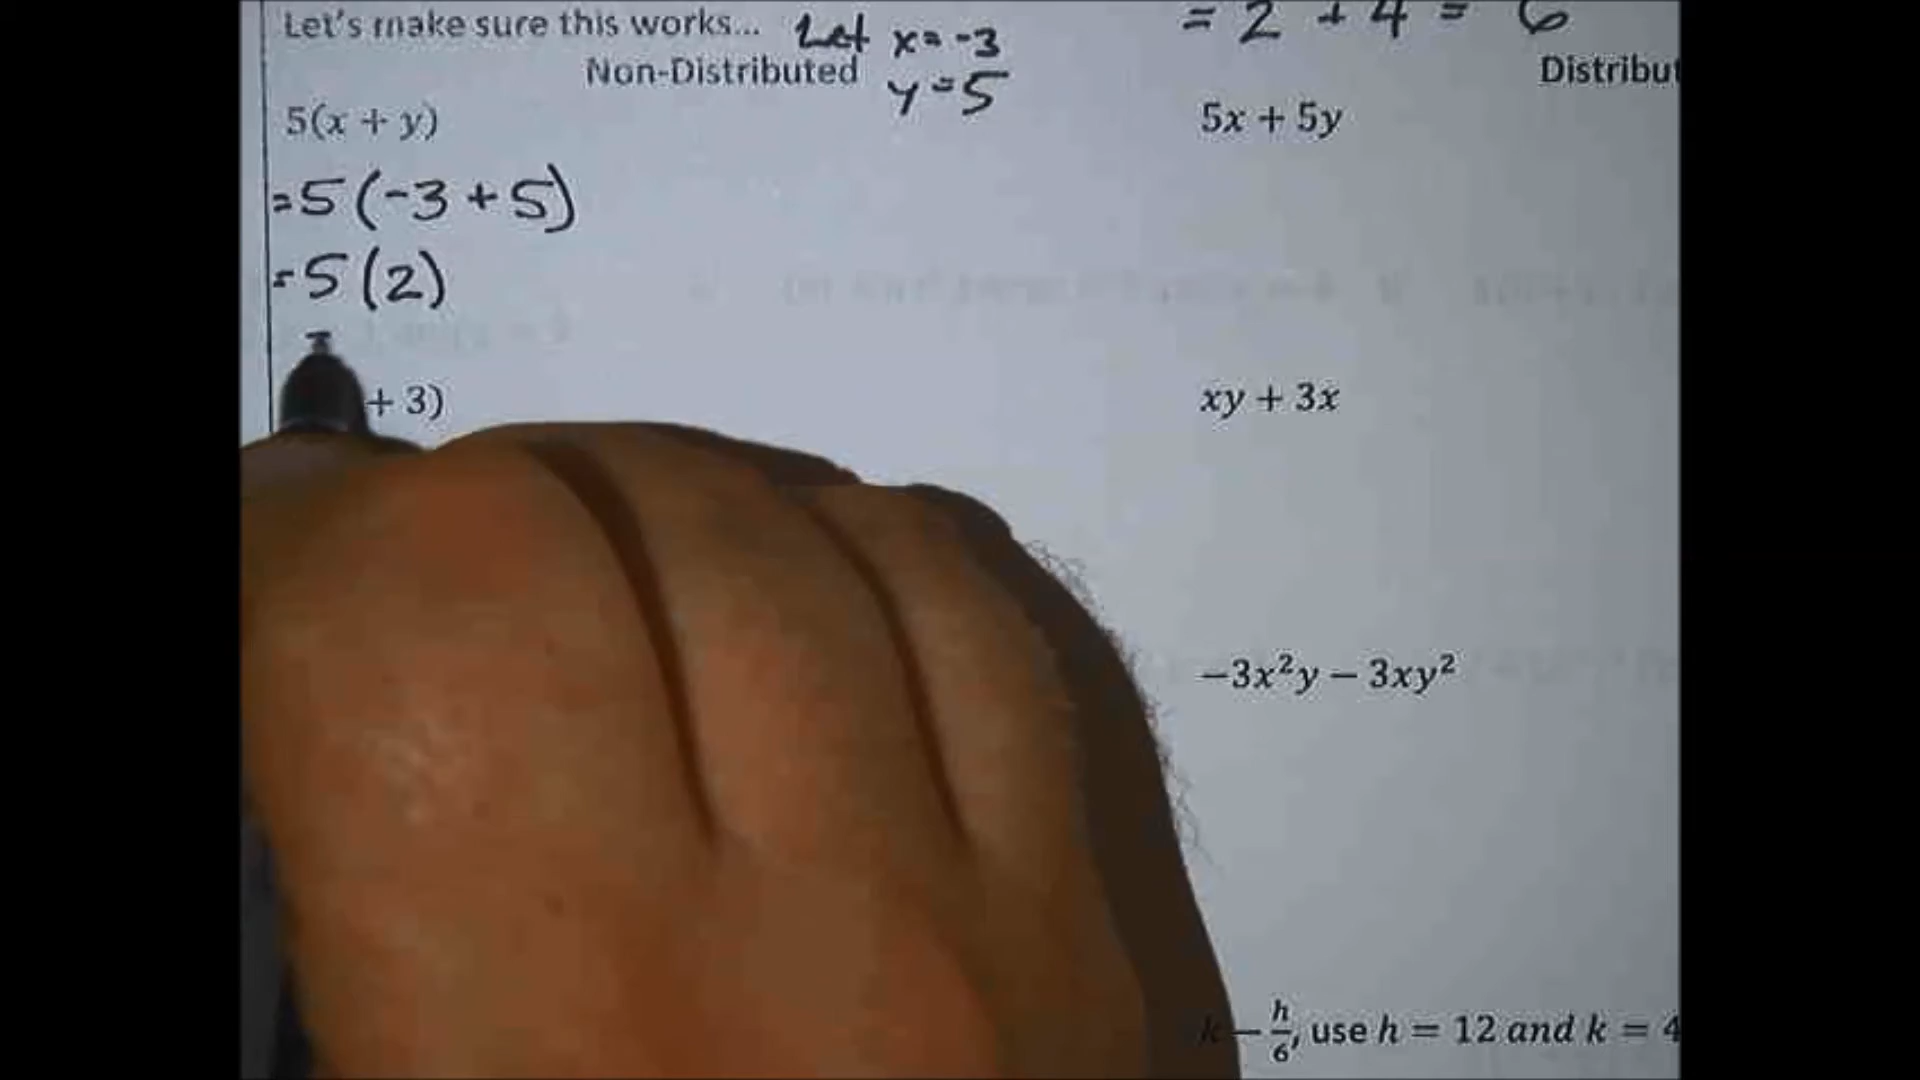 Let's make sure this works... Let x = -3
= 2 + 4 = 6
Non-Distributed y = 5
Distribut
5(x + y)
5x + 5y
= 5 (-3 + 5)
= 5 (2)
=
+ 3)
xy + 3x
−3x²y − 3xy²
k − h/6, use h = 12 and k = 4